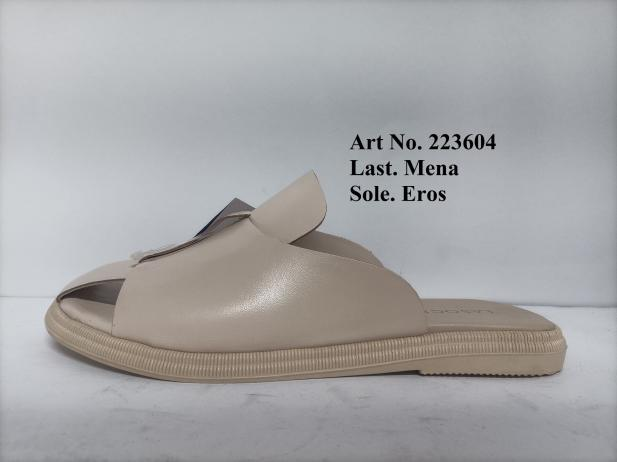 Art No. 223604
Last. Mena
Sole. Eros